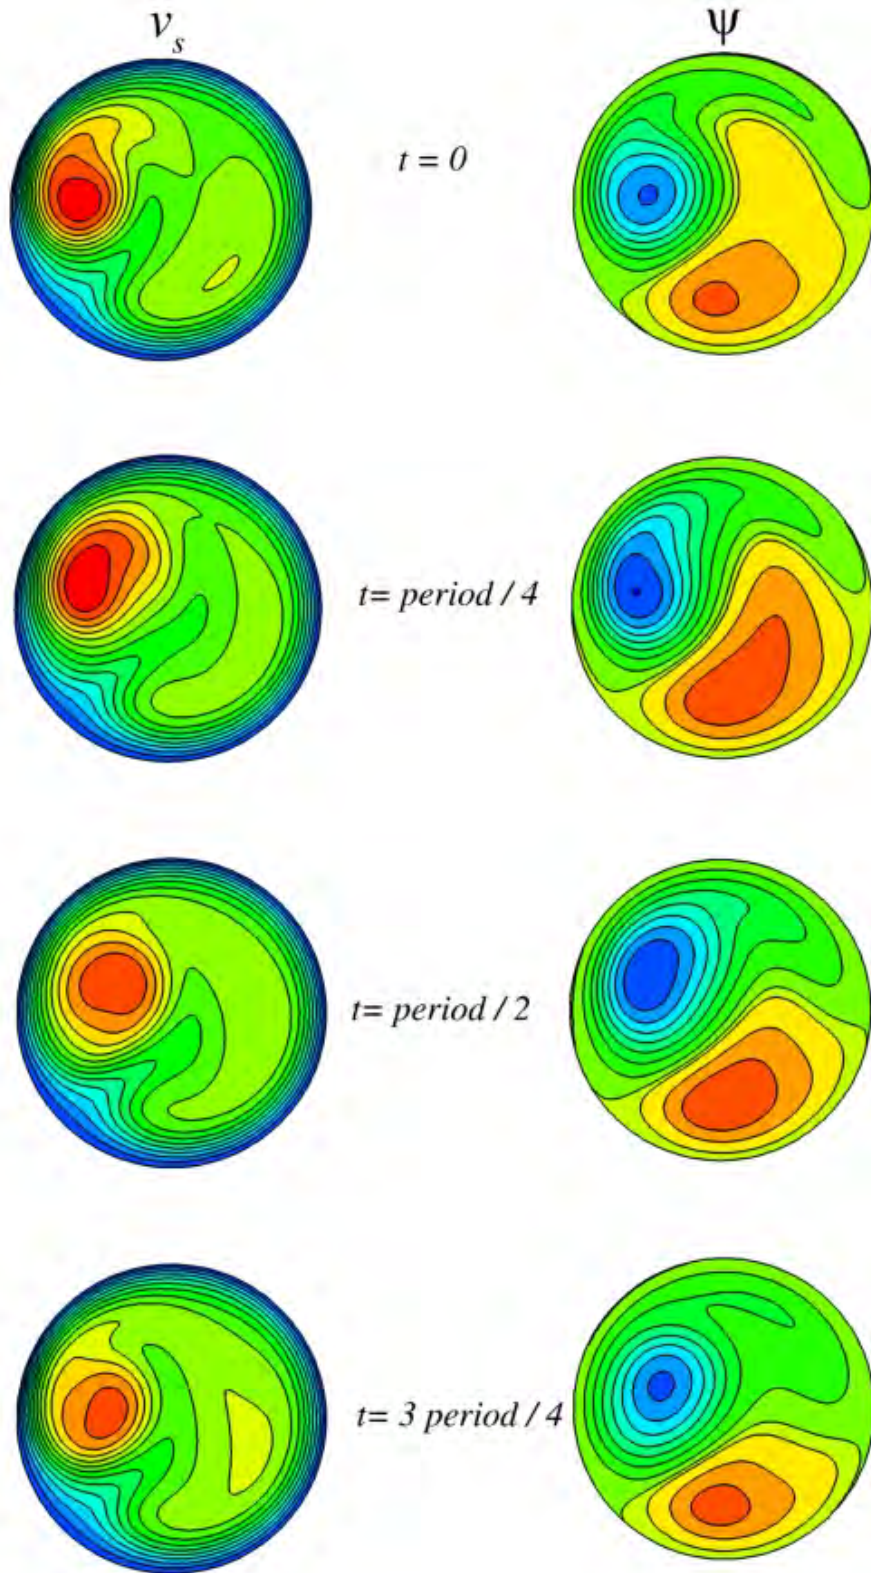 v_s
ψ
t = 0
t= period / 4
t= period / 2
t= 3 period / 4